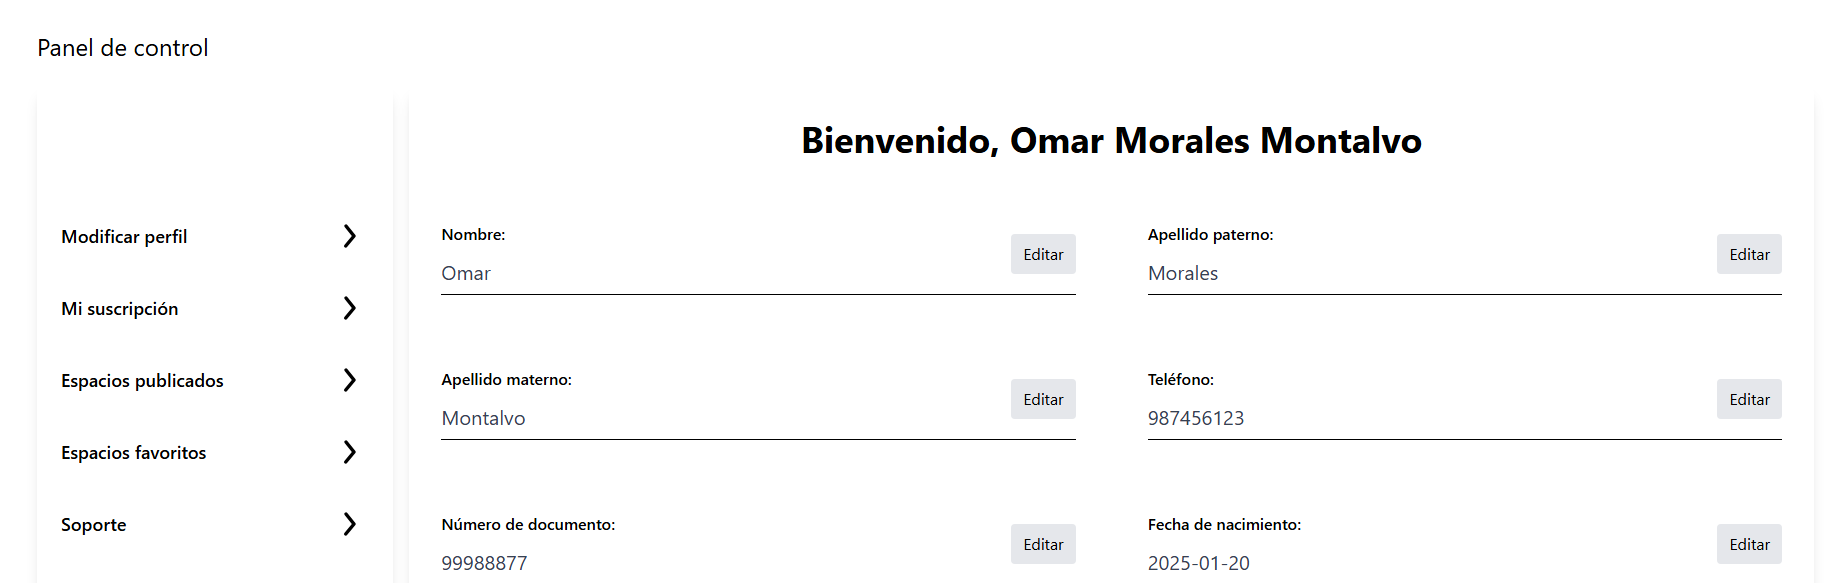 Panel de control
Modificar perfil
Mi suscripción
Espacios publicados
Espacios favoritos
Soporte
Bienvenido, Omar Morales Montalvo
Nombre:
Omar
Editar
Apellido paterno:
Morales
Editar
Apellido materno:
Montalvo
Editar
Teléfono:
987456123
Editar
Número de documento:
99988877
Editar
Fecha de nacimiento:
2025-01-20
Editar